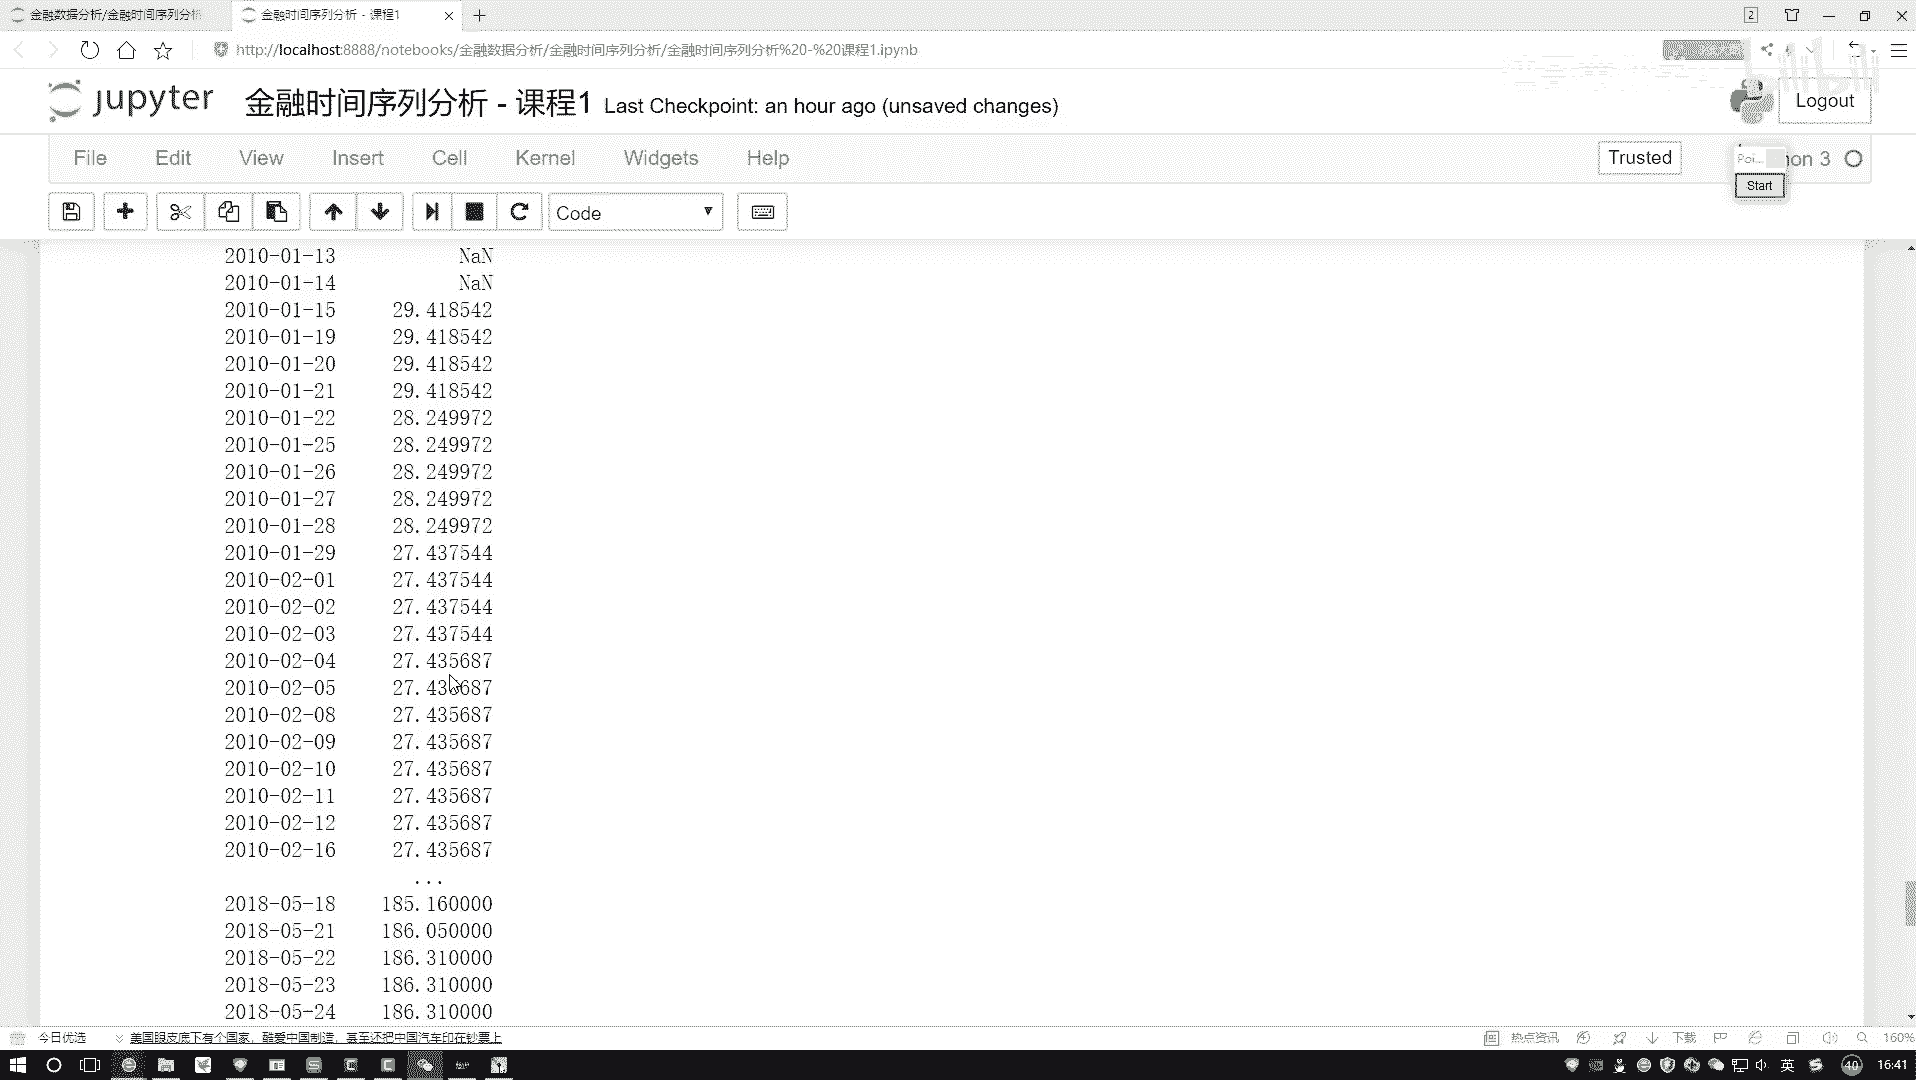 金融数据分析/金融时间序列分析
金融时间序列分析 - 课程1
2
http://localhost:8888/notebooks/金融数据分析/金融时间序列分析/金融时间序列分析%20-%20课程1.ipynb
bilibili
jupyter
金融时间序列分析 - 课程1 Last Checkpoint: an hour ago (unsaved changes)
Logout
File Edit View Insert Cell Kernel Widgets Help
Trusted
Poi...
on 3
Start
Code
2010-01-13 NaN
2010-01-14 NaN
2010-01-15 29.418542
2010-01-19 29.418542
2010-01-20 29.418542
2010-01-21 29.418542
2010-01-22 28.249972
2010-01-25 28.249972
2010-01-26 28.249972
2010-01-27 28.249972
2010-01-28 28.249972
2010-01-29 27.437544
2010-02-01 27.437544
2010-02-02 27.437544
2010-02-03 27.437544
2010-02-04 27.435687
2010-02-05 27.435687
2010-02-08 27.435687
2010-02-09 27.435687
2010-02-10 27.435687
2010-02-11 27.435687
2010-02-12 27.435687
2010-02-16 27.435687
...
2018-05-18 185.160000
2018-05-21 186.050000
2018-05-22 186.310000
2018-05-23 186.310000
2018-05-24 186.310000
今日优选
美国眼皮底下有个国家，酷爱中国制造，甚至还把中国汽车印在钞票上
热点资讯
下载
160%
英
40
16:41